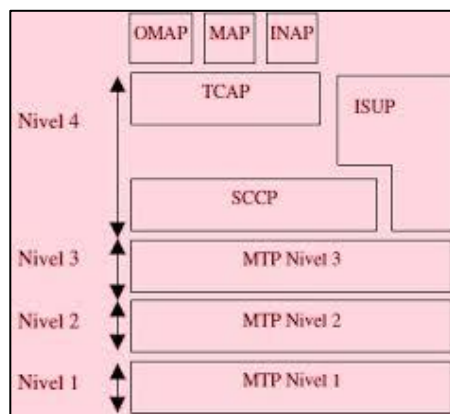 OMAP MAP INAP
TCAP
ISUP
Nivel 4
SCCP
Nivel 3 MTP Nivel 3
Nivel 2 MTP Nivel 2
Nivel 1 MTP Nivel 1